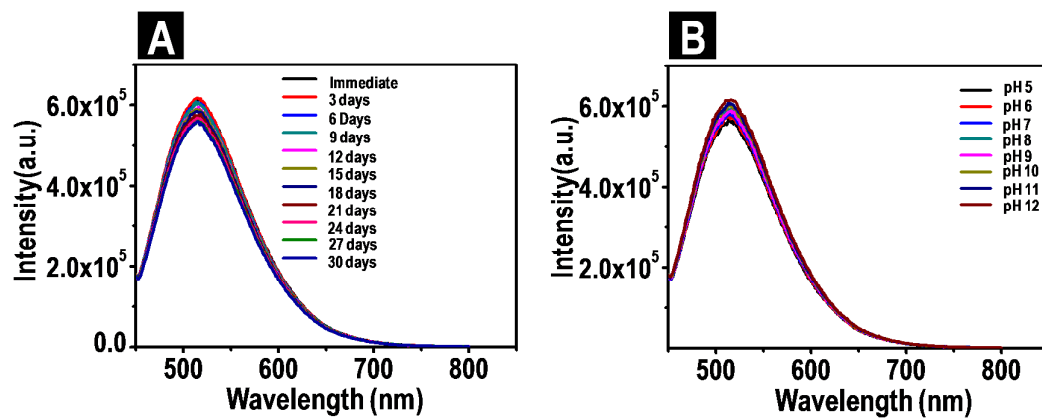 A
Immediate
3 days
6 Days
9 days
12 days
15 days
18 days
21 days
24 days
27 days
30 days
6.0x10⁵
4.0x10⁵
2.0x10⁵
0.0
Intensity(a.u.)
500 600 700 800
Wavelength (nm)
B
pH 5
pH 6
pH 7
pH 8
pH 9
pH 10
pH 11
pH 12
6.0x10⁵
4.0x10⁵
2.0x10⁵
Intensity(a.u.)
500 600 700 800
Wavelength (nm)